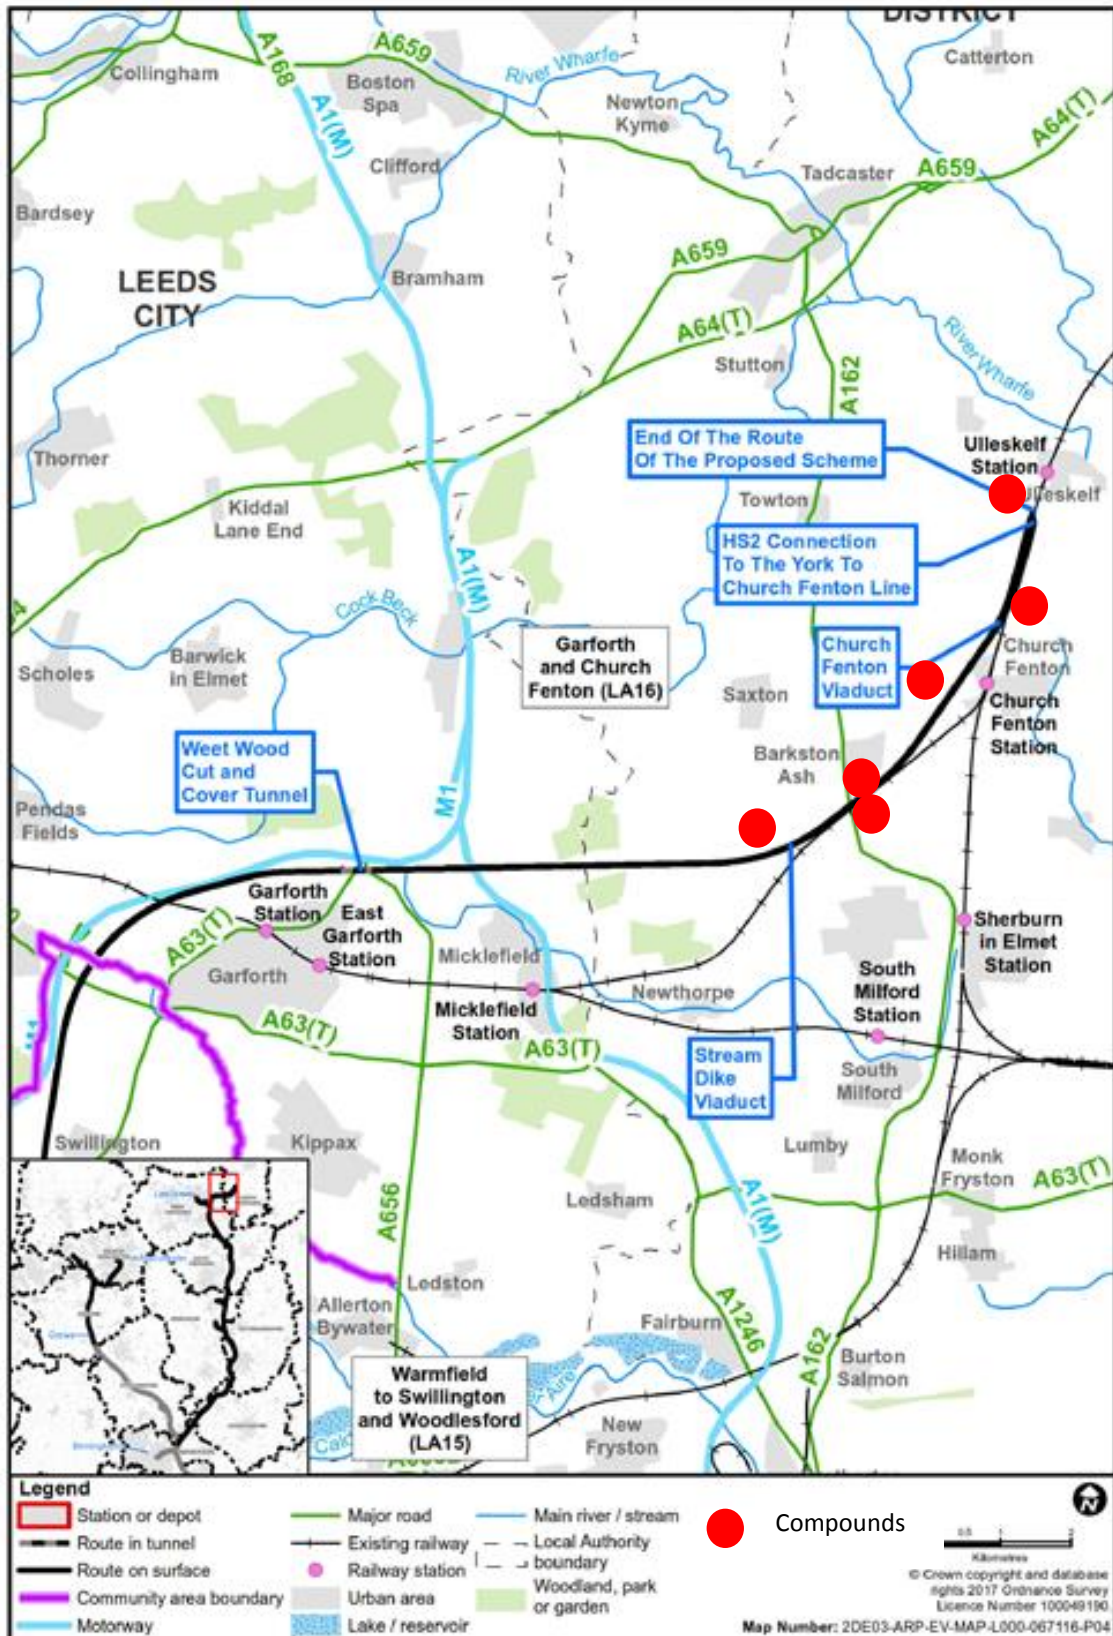 DISTRICT
Collingham
A168
A659
Boston
Spa
River Wharfe
Newton
Kyme
Catterton
A64(T)
A1(M)
Clifford
Tadcaster
A659
Bardsey
LEEDS
CITY
Bramham
A659
A64(T)
Stutton
River Wharfe
A162
End Of The Route
Of The Proposed Scheme
Ulleskelf
Station
Ulleskelf
Thorner
Kiddal
Lane End
Towton
HS2 Connection
To The York To
Church Fenton Line
A1(M)
Cock Beck
Scholes
Barwick
in Elmet
Garforth
and Church
Fenton (LA16)
Church
Fenton
Viaduct
Church
Fenton
Saxton
Church
Fenton
Station
Weet Wood
Cut and
Cover Tunnel
Barkston
Ash
M1
Pendas
Fields
Garforth
Station
East
Garforth
Station
A63(T)
Garforth
Micklefield
Sherburn
in Elmet
Station
South
Milford
Station
Newthorpe
Micklefield
Station
A63(T)
A63(T)
M1
Stream
Dike
Viaduct
South
Milford
Swillington
Kippax
Lumby
Monk
Fryston
A63(T)
A656
Ledsham
A1(M)
Hillam
Ledston
Allerton
Bywater
Fairburn
A1246
A162
Burton
Salmon
Warmfield
to Swillington
and Woodlesford
(LA15)
Aire
New
Fryston
Legend
Station or depot
Route in tunnel
Route on surface
Community area boundary
Motorway
Major road
Existing railway
Railway station
Urban area
Lake / reservoir
Main river / stream
Local Authority
boundary
Woodland, park
or garden
Compounds
N
0.5 1 2
Kilometres
© Crown copyright and database
rights 2017 Ordnance Survey
Licence Number 100049190
Map Number: 2DE03-ARP-EV-MAP-L000-067116-P04